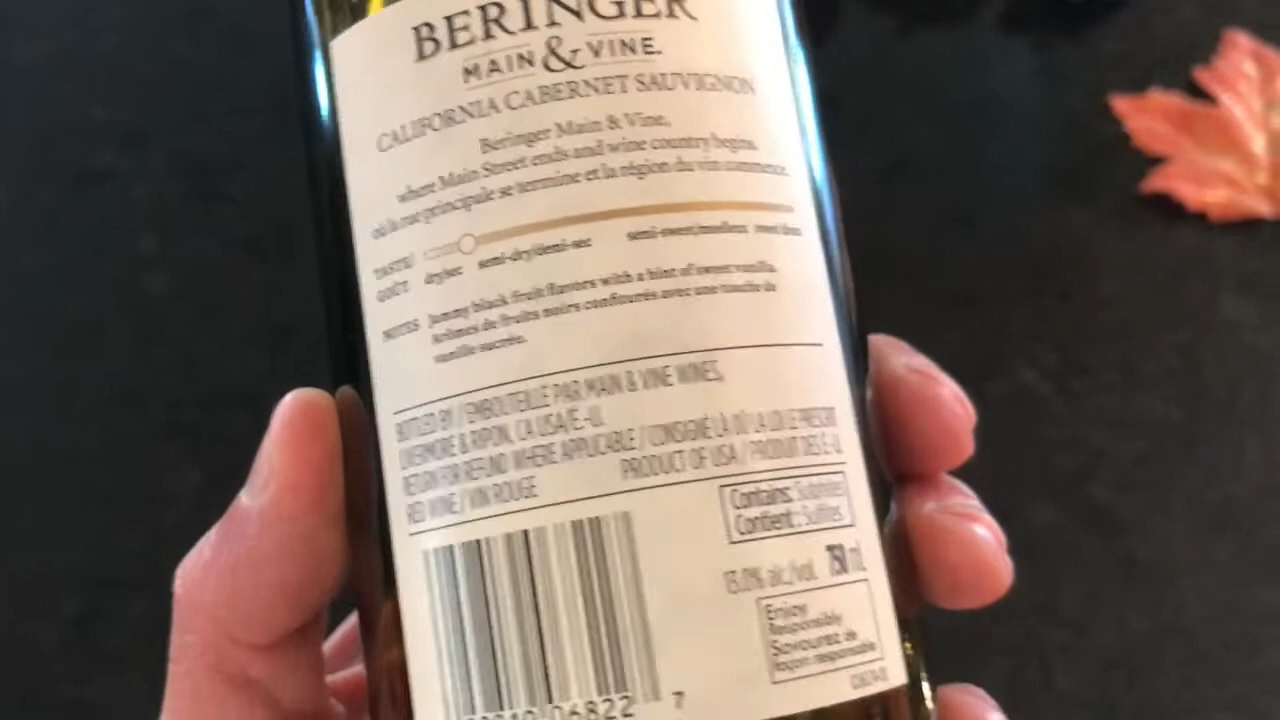 BERINGER
MAIN & VINE.
CALIFORNIA CABERNET SAUVIGNON
Beringer Main & Vine,
where Main Street ends and wine country begins.
où la rue principale se termine et la région du vin commence.
TASTE/
GOÛT
dry/sec semi-dry/demi-sec semi-sweet/moelleux sweet/doux
NOTES Jammy black fruit flavors with a hint of sweet vanilla.
Arômes de fruits noirs confiturés avec une touche de
vanille sucrée.
BOTTLED BY / EMBOUTEILLÉ PAR MAIN & VINE WINES,
LIVERMORE & RIPON, CA USA/É.-U.
RETURN FOR REFUND WHERE APPLICABLE / CONSIGNÉ LÀ OÙ LA LOI LE PRESCRIT
RED WINE / VIN ROUGE PRODUCT OF USA / PRODUIT DES É.-U.
Contains: Sulphites
Contient : Sulfites
13.0% alc./vol. 750 mL
Enjoy
Responsibly
Savourez de
façon responsable
06822 7